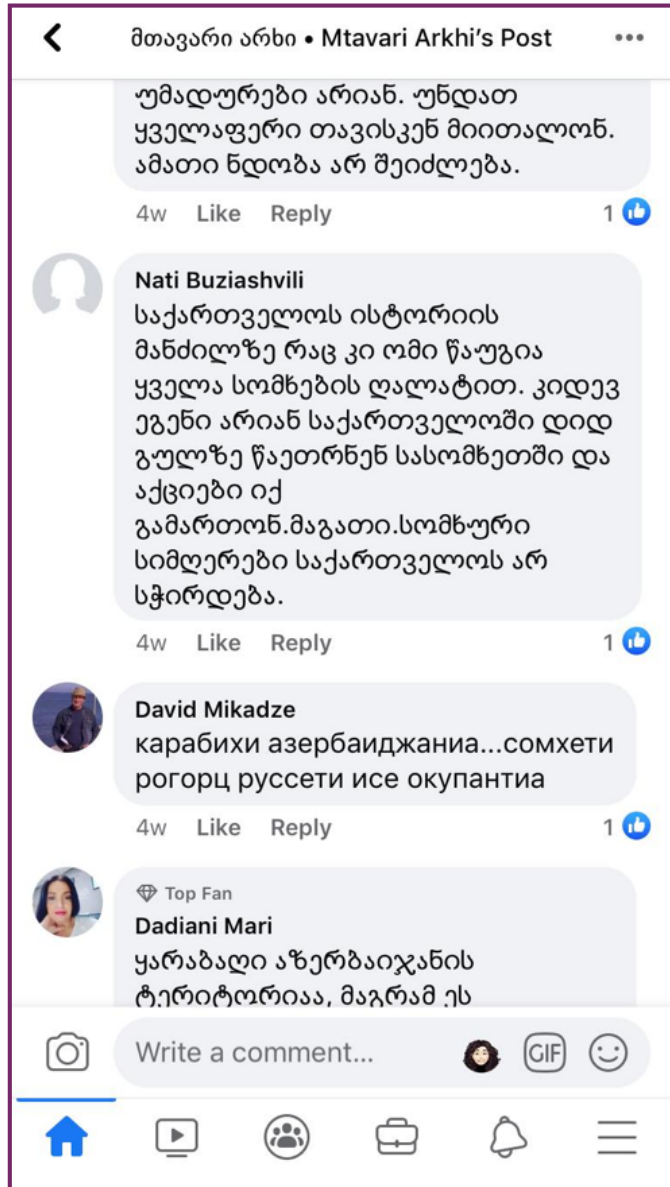 მთავარი არხი • Mtavari Arkhi's Post
უმადურები არიან. უნდათ
ყველაფერი თავისკენ მიითალონ.
ამათი ნდობა არ შეიძლება.
4w Like Reply 1
Nati Buziashvili
საქართველოს ისტორიის
მანძილზე რაც კი ომი წაუგია
ყველა სომხების ღალატით. კიდევ
ეგენი არიან საქართველოში დიდ
გულზე წაეთრნენ სასომხეთში და
აქციები იქ
გამართონ.მაგათი.სომხური
სიმღერები საქართველოს არ
სჭირდება.
4w Like Reply 1
David Mikadze
карабихи азербаиджаниа...сомхети
рогорц руссети исе окупантиа
4w Like Reply 1
Top Fan
Dadiani Mari
ყარაბაღი აზერბაიჯანის
ტერიტორიაა, მაგრამ ეს
Write a comment...
GIF